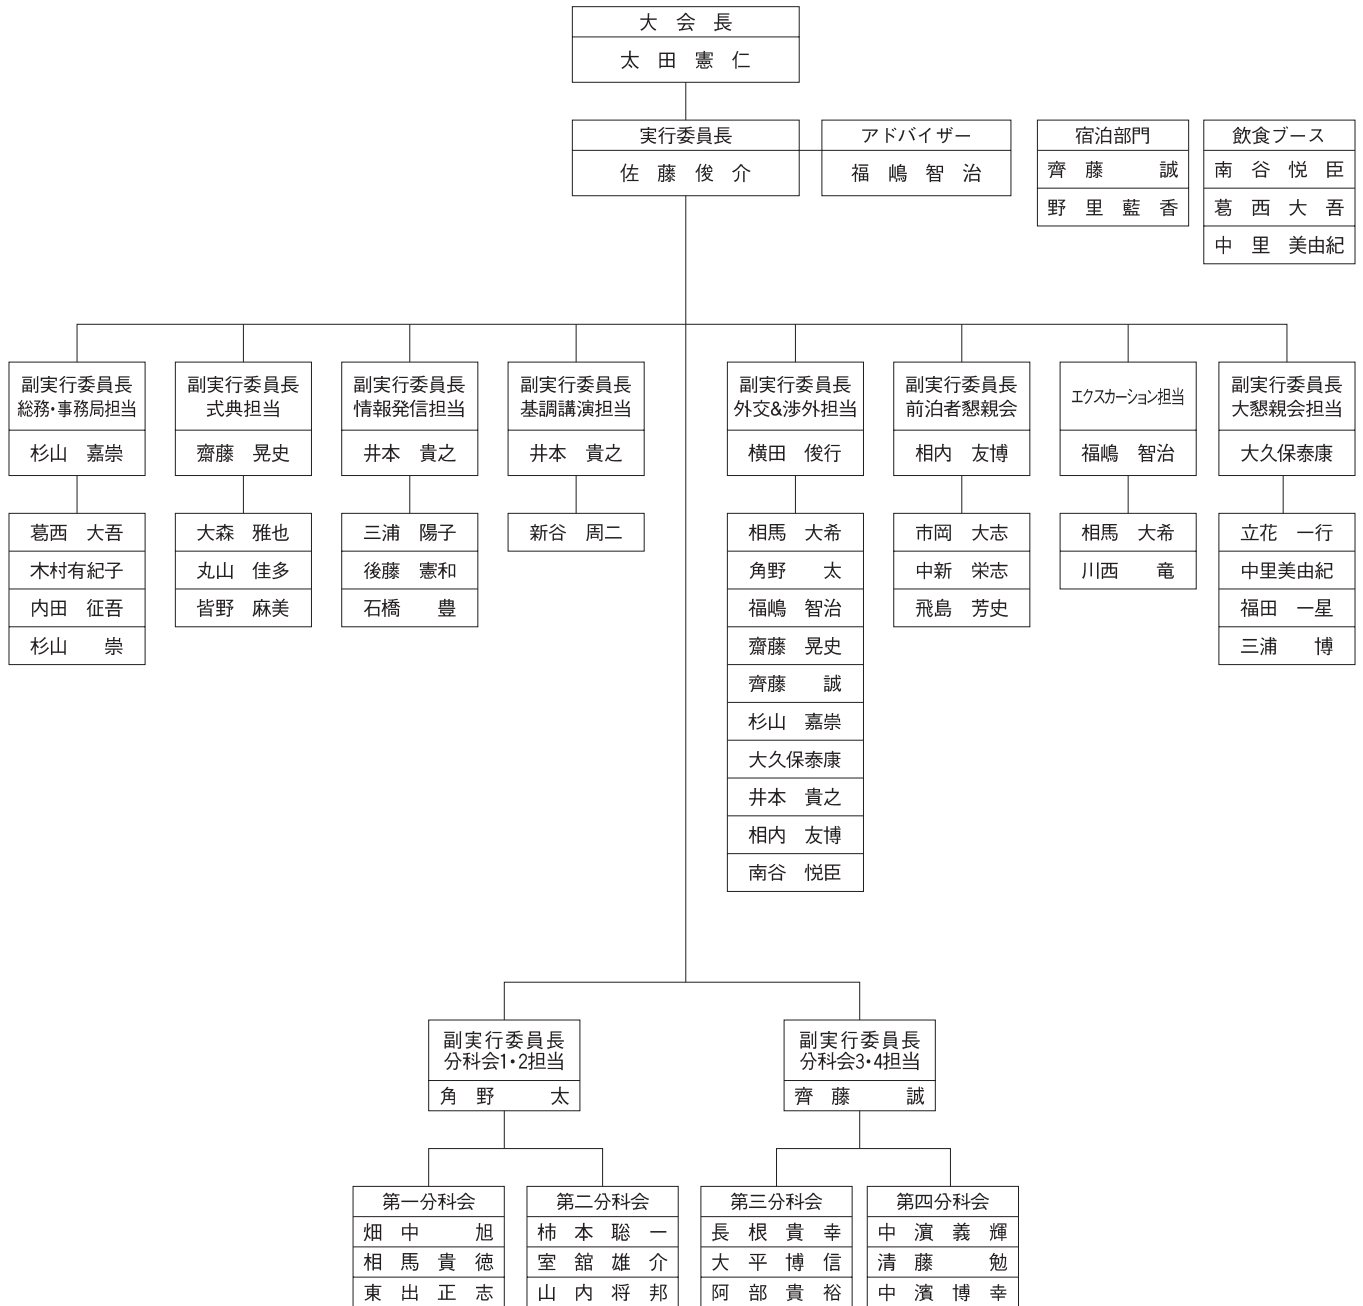 大会長
太田憲仁
実行委員長
佐藤俊介
アドバイザー
福嶋智治
宿泊部門
齊藤　誠
野里藍香
飲食ブース
南谷悦臣
葛西大吾
中里　美由紀
副実行委員長
総務・事務局担当
杉山　嘉崇
葛西　大吾
木村有紀子
内田　征吾
杉山　崇
副実行委員長
式典担当
齋藤　晃史
大森　雅也
丸山　佳多
皆野　麻美
副実行委員長
情報発信担当
井本　貴之
三浦　陽子
後藤　憲和
石橋　豊
副実行委員長
基調講演担当
井本　貴之
新谷　周二
副実行委員長
外交&渉外担当
横田　俊行
相馬　大希
角野　太
福嶋　智治
齋藤　晃史
齊藤　誠
杉山　嘉崇
大久保泰康
井本　貴之
相内　友博
南谷　悦臣
副実行委員長
前泊者懇親会
相内　友博
市岡　大志
中新　栄志
飛島　芳史
エクスカーション担当
福嶋　智治
相馬　大希
川西　竜
副実行委員長
大懇親会担当
大久保泰康
立花　一行
中里美由紀
福田　一星
三浦　博
副実行委員長
分科会1・2担当
角野　太
副実行委員長
分科会3・4担当
齊藤　誠
第一分科会
畑中　旭
相馬貴徳
東出正志
第二分科会
柿本聡一
室舘雄介
山内将邦
第三分科会
長根貴幸
大平博信
阿部貴裕
第四分科会
中濵義輝
清藤　勉
中濱博幸